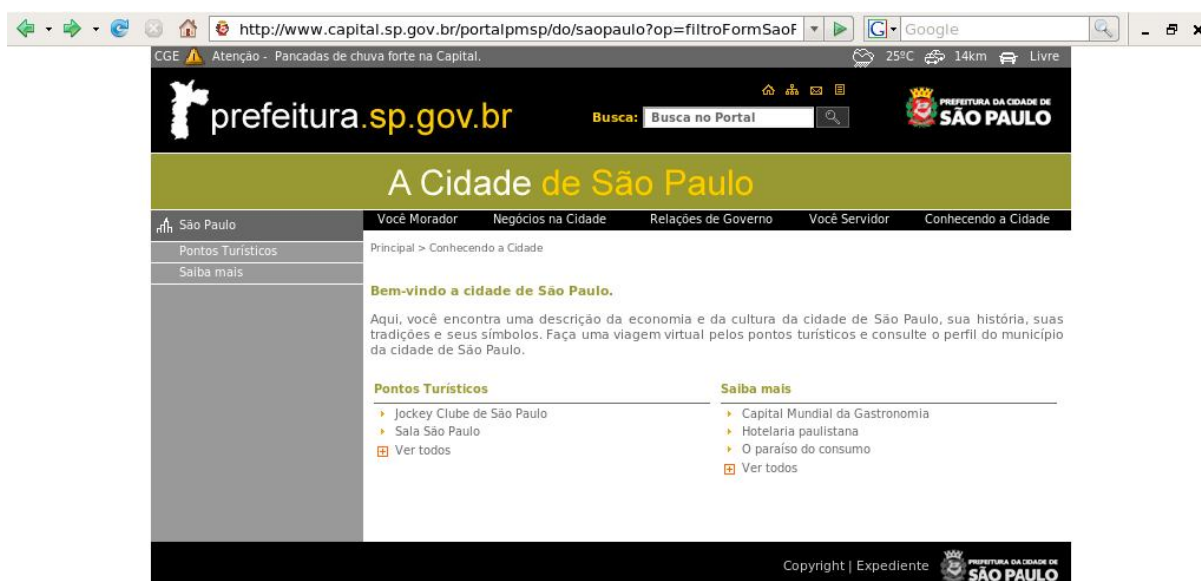 http://www.capital.sp.gov.br/portalpmsp/do/saopaulo?op=filtroFormSaoF
G Google
CGE Atenção - Pancadas de chuva forte na Capital. 25ºC 14km Livre
prefeitura.sp.gov.br
Busca: Busca no Portal
PREFEITURA DA CIDADE DE
SÃO PAULO
A Cidade de São Paulo
São Paulo
Pontos Turísticos
Saiba mais
Você Morador Negócios na Cidade Relações de Governo Você Servidor Conhecendo a Cidade
Principal > Conhecendo a Cidade
Bem-vindo a cidade de São Paulo.
Aqui, você encontra uma descrição da economia e da cultura da cidade de São Paulo, sua história, suas
tradições e seus símbolos. Faça uma viagem virtual pelos pontos turísticos e consulte o perfil do município
da cidade de São Paulo.
Pontos Turísticos
Jockey Clube de São Paulo
Sala São Paulo
Ver todos
Saiba mais
Capital Mundial da Gastronomia
Hotelaria paulistana
O paraíso do consumo
Ver todos
Copyright | Expediente
PREFEITURA DA CIDADE DE
SÃO PAULO